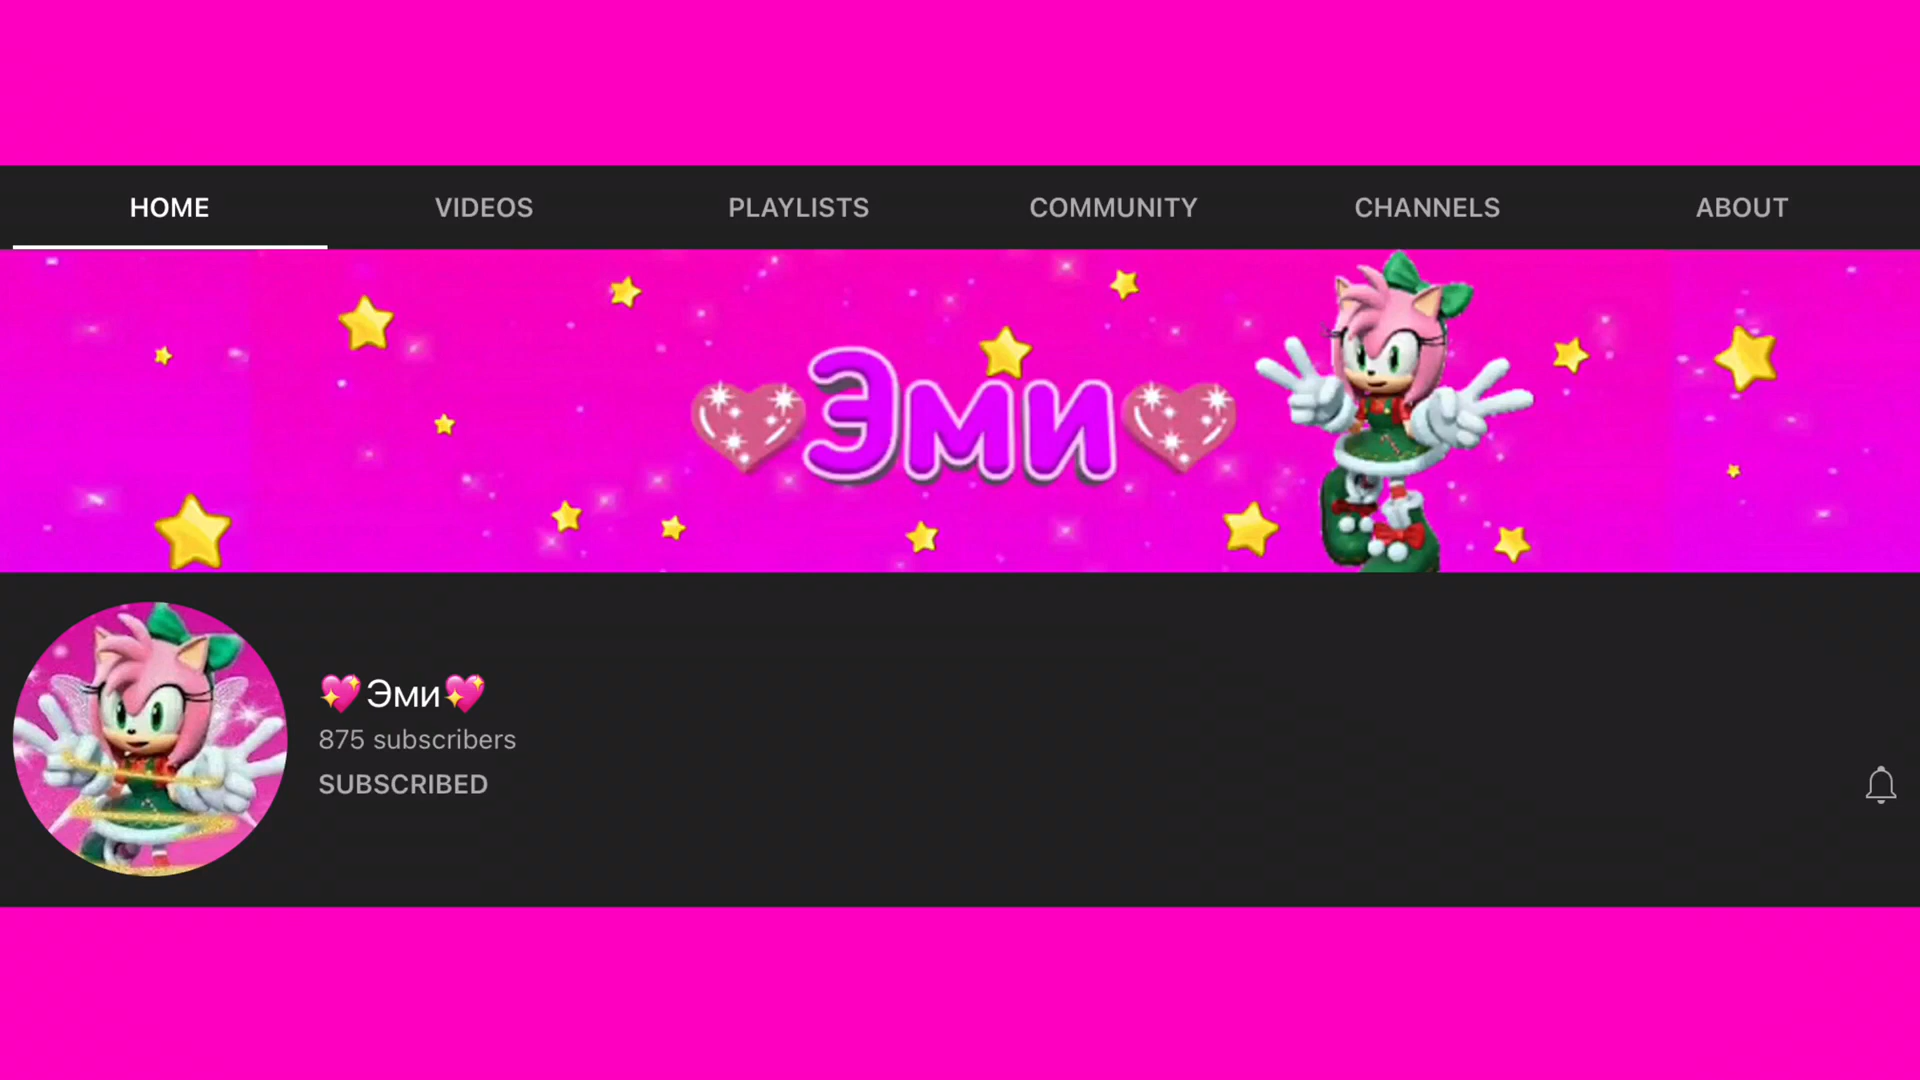 HOME VIDEOS PLAYLISTS COMMUNITY CHANNELS ABOUT
Эми
💖Эми💖
875 subscribers
SUBSCRIBED